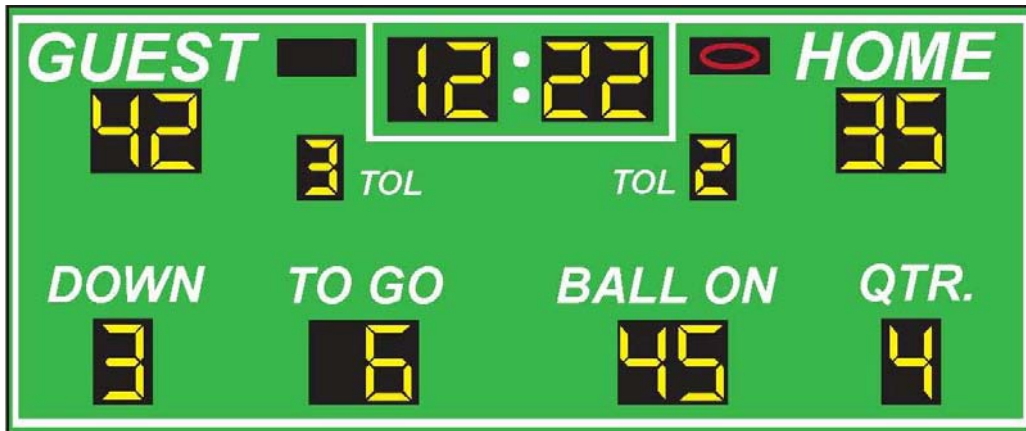 GUEST 12:22 HOME
42 35
3 TOL TOL 2
DOWN TO GO BALL ON QTR.
3 6 45 4